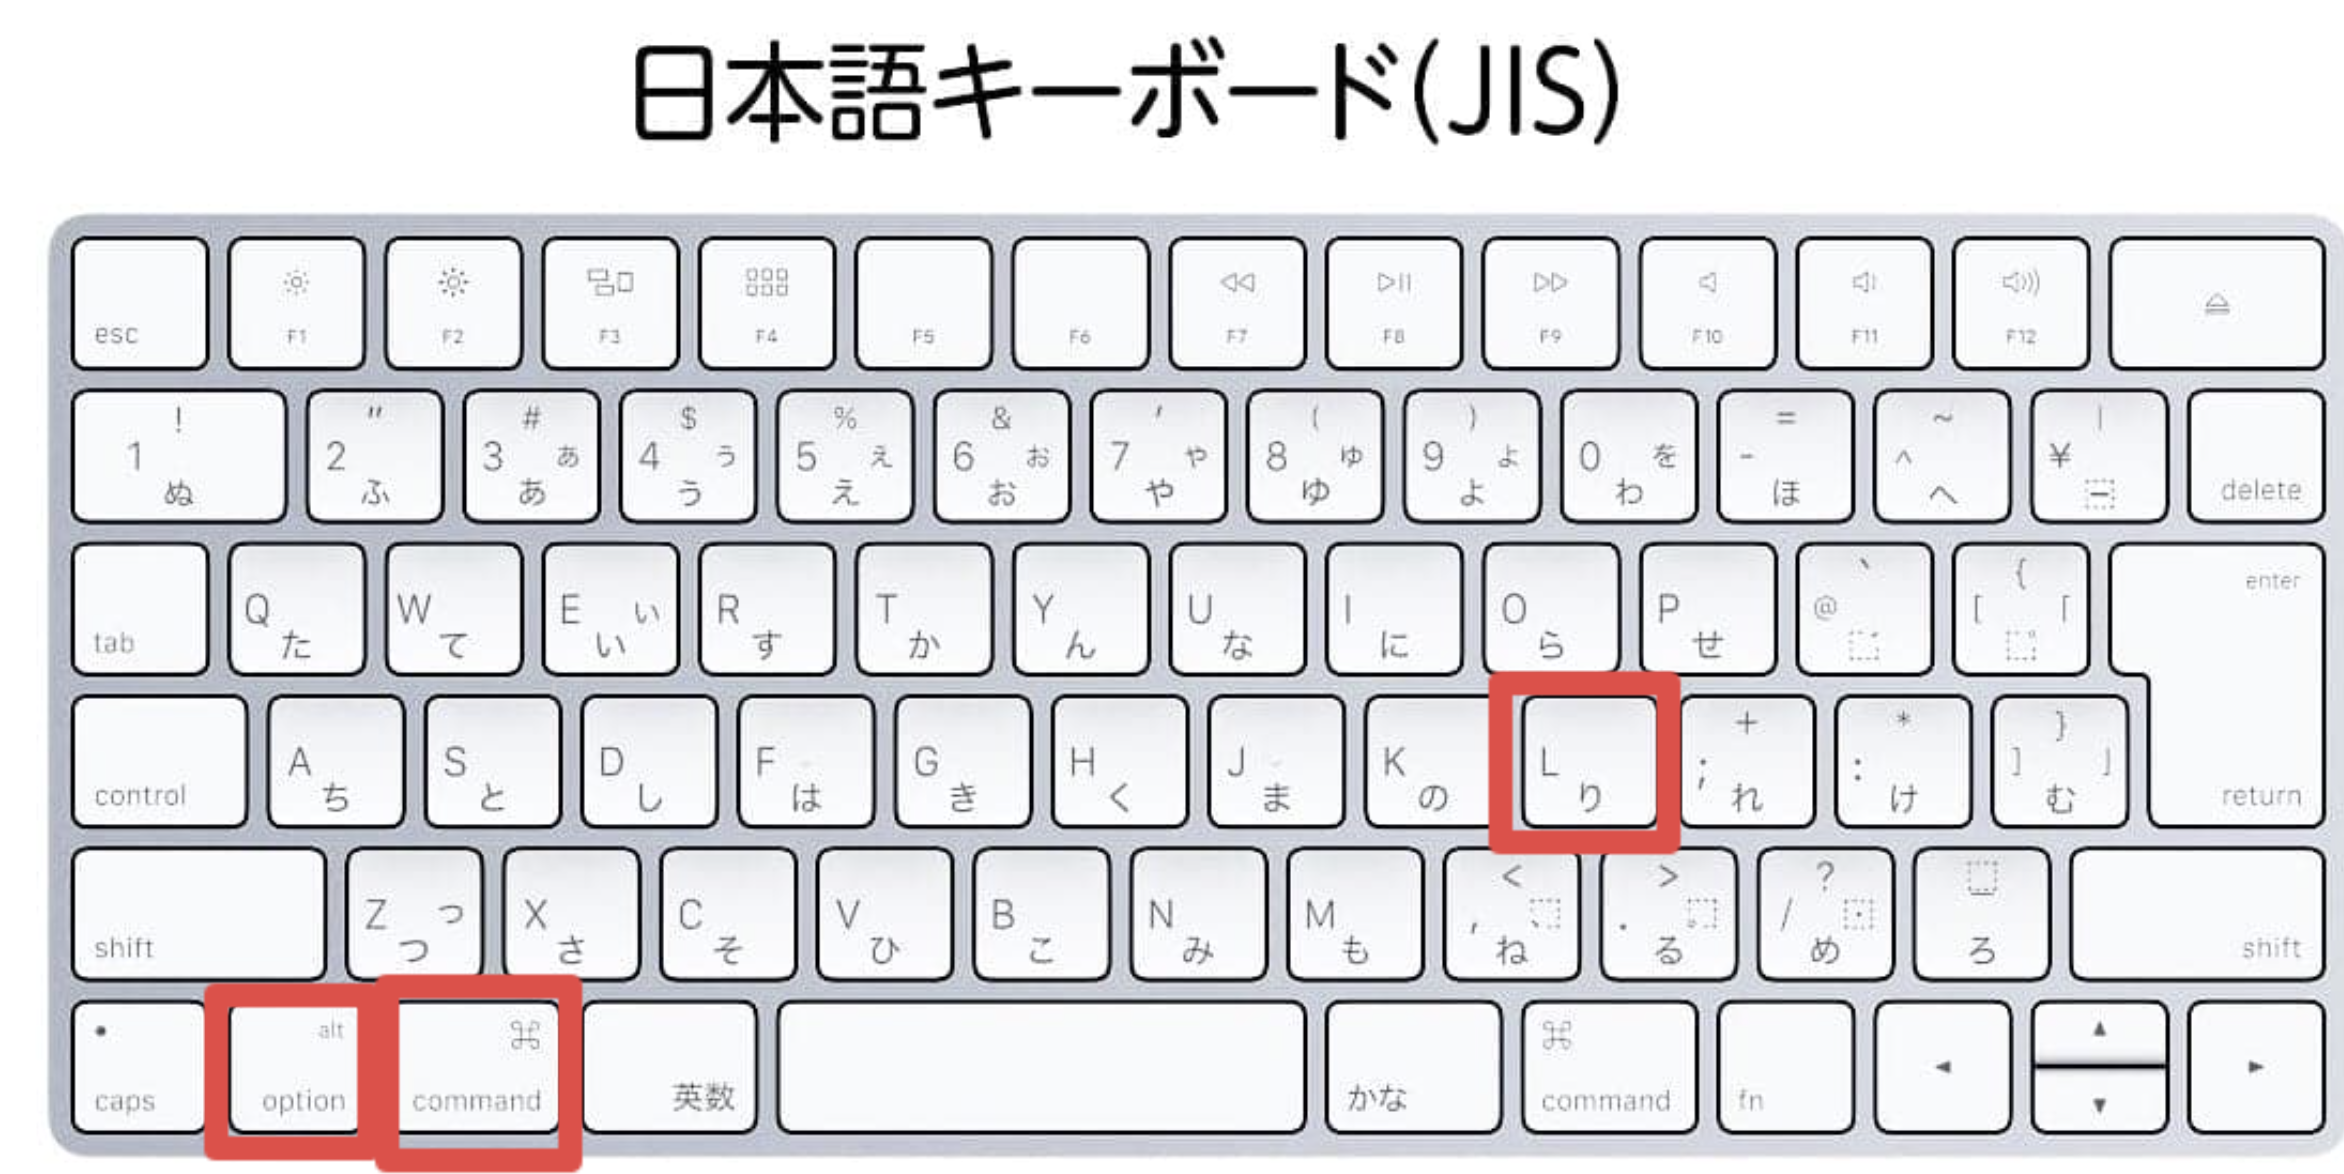 日本語キーボード(JIS)
esc F1 F2 F3 F4 F5 F6 F7 F8 F9 F10 F11 F12
! " # $ % & ' ( ) = ~ |
1 2 3 ぁ 4 ぅ 5 ぇ 6 ぉ 7 ゃ 8 ゅ 9 ょ 0 を - ^ ¥
ぬ ふ あ う え お や ゆ よ わ ほ へ ー delete
` { enter
Q W E ぃ R T Y U I O P @ [ 「
tab た て い す か ん な に ら せ ゛ ゜
+ * }
A S D F G H J K L ; : ] 」
control ち と し は き く ま の り れ け む return
< > ? _
Z っ X C V B N M , 、 . 。 / ・
shift つ さ そ ひ こ み も ね る め ろ shift
alt ⌘ ⌘ ▲
◀ ▶
caps option command 英数 かな command fn ▼